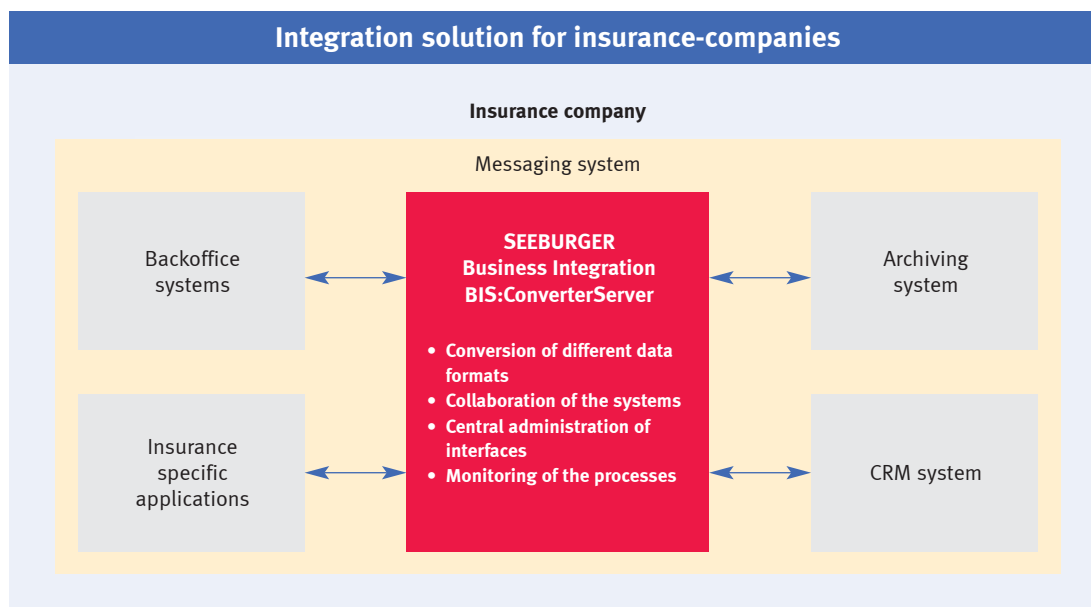 Integration solution for insurance-companies
Insurance company
Messaging system
Backoffice
systems
SEEBURGER
Business Integration
BIS:ConverterServer
• Conversion of different data
formats
• Collaboration of the systems
• Central administration of
interfaces
• Monitoring of the processes
Archiving
system
Insurance
specific
applications
CRM system